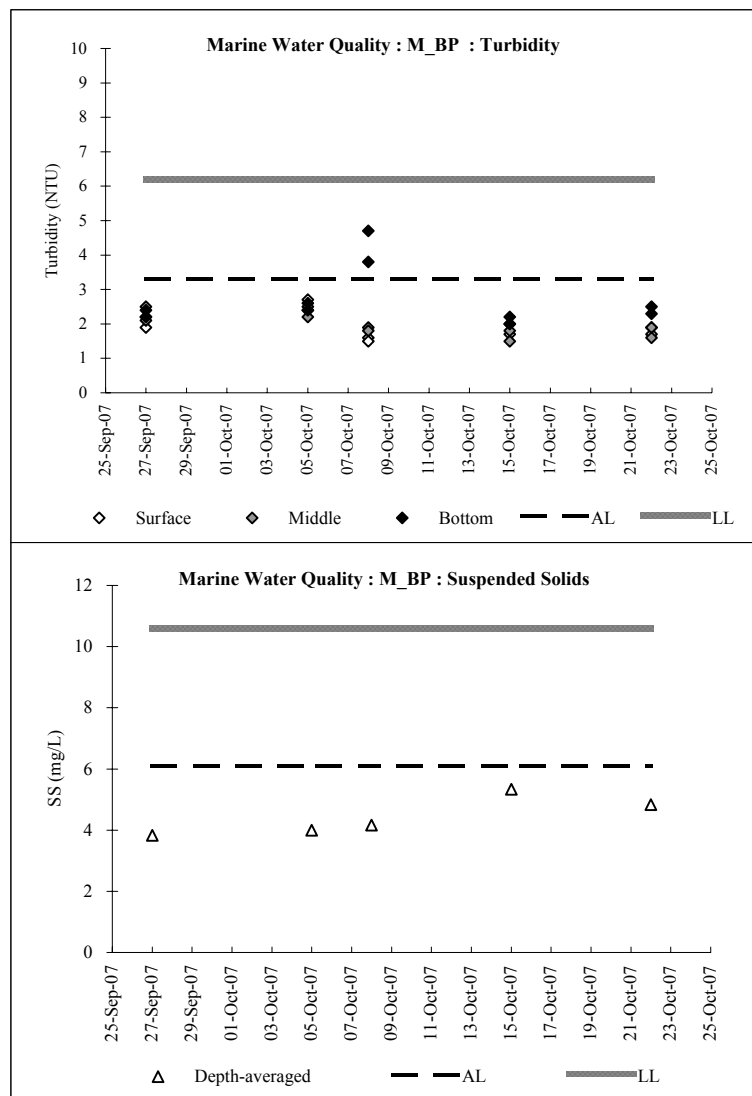 Marine Water Quality : M_BP : Turbidity
10
9
8
7
6
5
4
3
2
1
0
Turbidity (NTU)
25-Sep-07
27-Sep-07
29-Sep-07
01-Oct-07
03-Oct-07
05-Oct-07
07-Oct-07
09-Oct-07
11-Oct-07
13-Oct-07
15-Oct-07
17-Oct-07
19-Oct-07
21-Oct-07
23-Oct-07
25-Oct-07
Surface Middle Bottom AL LL
Marine Water Quality : M_BP : Suspended Solids
12
10
8
6
4
2
0
SS (mg/L)
25-Sep-07
27-Sep-07
29-Sep-07
01-Oct-07
03-Oct-07
05-Oct-07
07-Oct-07
09-Oct-07
11-Oct-07
13-Oct-07
15-Oct-07
17-Oct-07
19-Oct-07
21-Oct-07
23-Oct-07
25-Oct-07
Depth-averaged AL LL